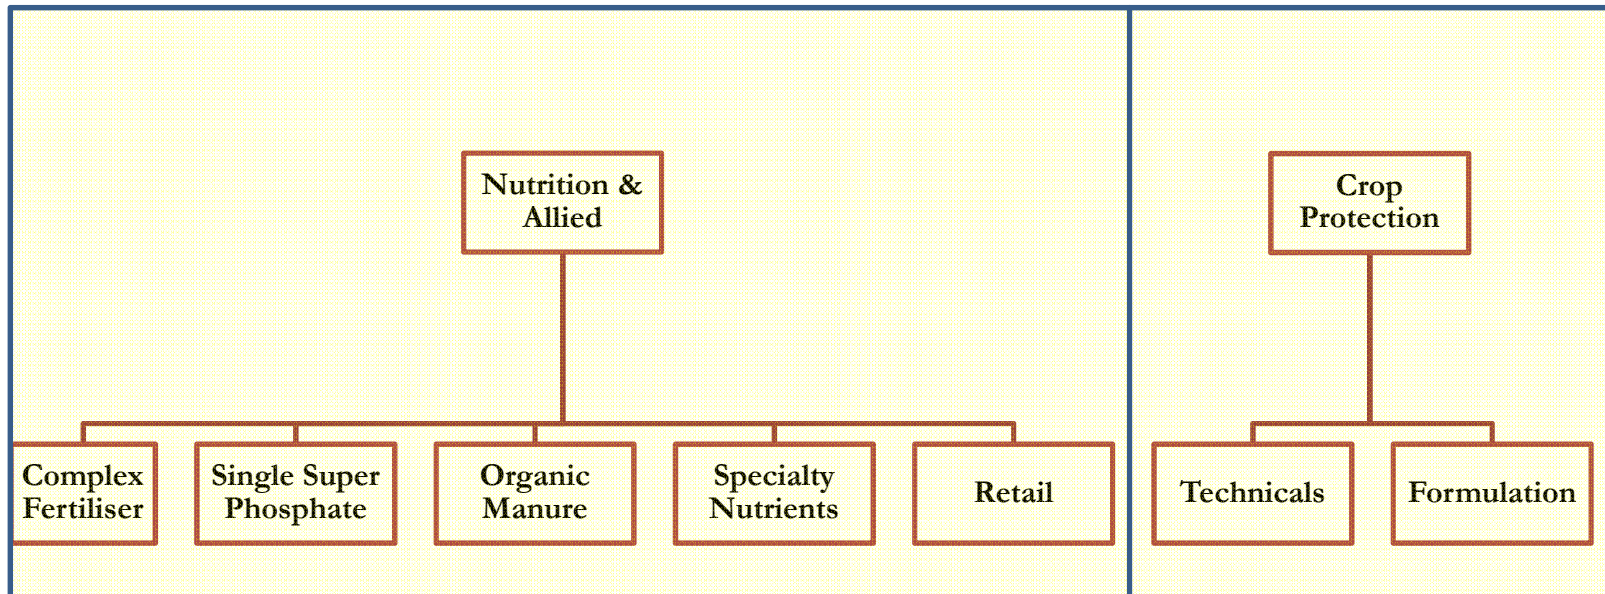 Nutrition &
Allied
Crop
Protection
Complex
Fertiliser
Single Super
Phosphate
Organic
Manure
Specialty
Nutrients
Retail
Technicals
Formulation